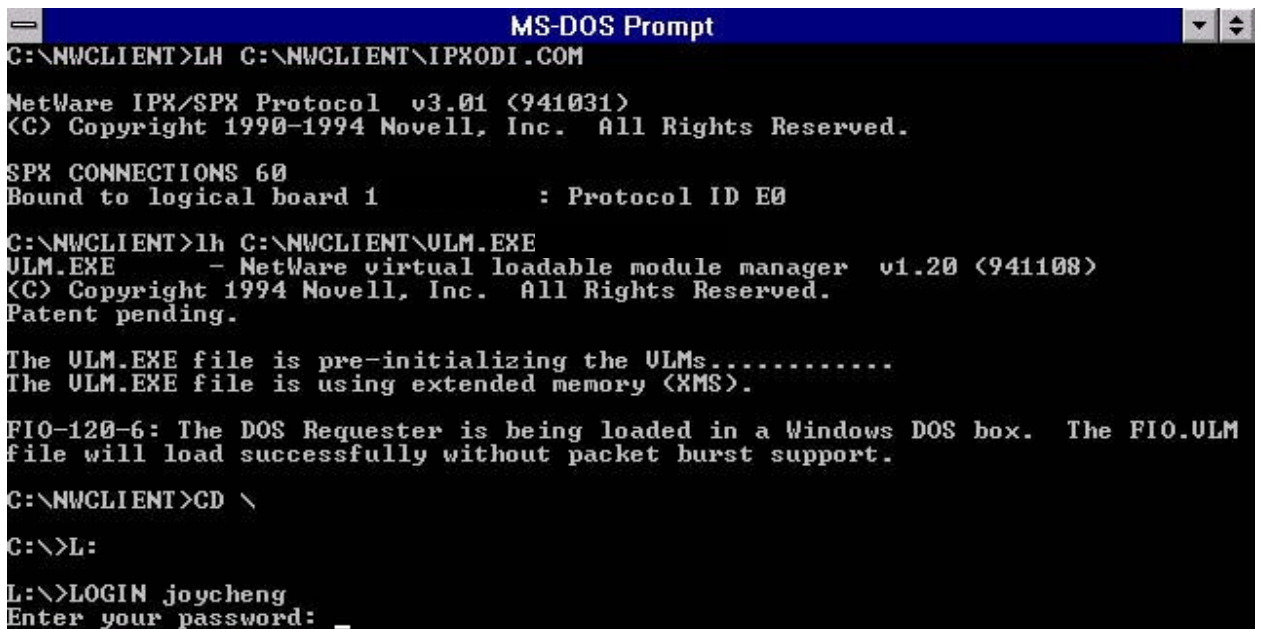 MS-DOS Prompt
C:\NWCLIENT>LH C:\NWCLIENT\IPXODI.COM
NetWare IPX/SPX Protocol v3.01 (941031)
(C) Copyright 1990-1994 Novell, Inc. All Rights Reserved.
SPX CONNECTIONS 60
Bound to logical board 1 : Protocol ID E0
C:\NWCLIENT>lh C:\NWCLIENT\VLM.EXE
VLM.EXE - NetWare virtual loadable module manager v1.20 (941108)
(C) Copyright 1994 Novell, Inc. All Rights Reserved.
Patent pending.
The VLM.EXE file is pre-initializing the VLMs............
The VLM.EXE file is using extended memory (XMS).
FIO-120-6: The DOS Requester is being loaded in a Windows DOS box. The FIO.VLM
file will load successfully without packet burst support.
C:\NWCLIENT>CD \
C:\>L:
L:\>LOGIN joycheng
Enter your password: _